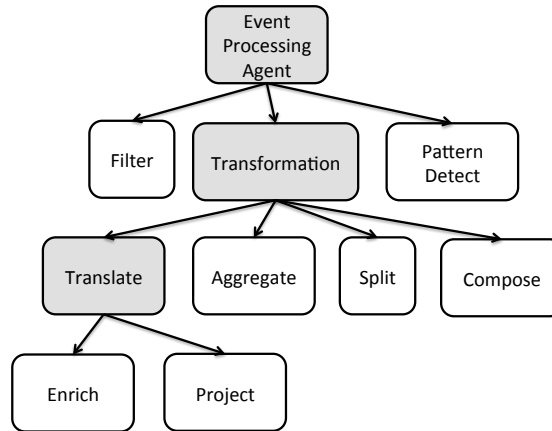 Event
Processing
Agent
Filter
Transformation
Pattern
Detect
Translate
Aggregate
Split
Compose
Enrich
Project